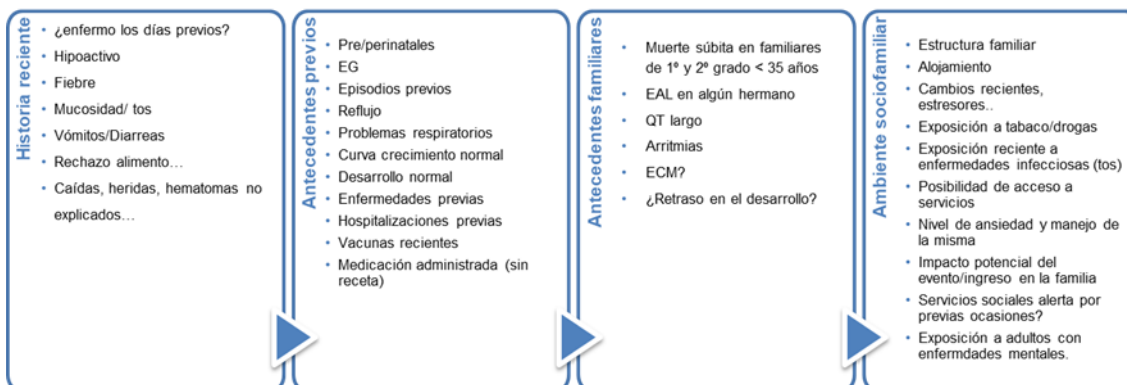 Historia reciente
¿enfermo los días previos?
Hipoactivo
Fiebre
Mucosidad/ tos
Vómitos/Diarreas
Rechazo alimento…
Caídas, heridas, hematomas no
explicados…
Antecedentes previos
Pre/perinatales
EG
Episodios previos
Reflujo
Problemas respiratorios
Curva crecimiento normal
Desarrollo normal
Enfermedades previas
Hospitalizaciones previas
Vacunas recientes
Medicación administrada (sin
receta)
Antecedentes familiares
Muerte súbita en familiares
de 1º y 2º grado < 35 años
EAL en algún hermano
QT largo
Arritmias
ECM?
¿Retraso en el desarrollo?
Ambiente sociofamiliar
Estructura familiar
Alojamiento
Cambios recientes,
estresores..
Exposición a tabaco/drogas
Exposición reciente a
enfermedades infecciosas (tos)
Posibilidad de acceso a
servicios
Nivel de ansiedad y manejo de
la misma
Impacto potencial del
evento/ingreso en la familia
Servicios sociales alerta por
previas ocasiones?
Exposición a adultos con
enfermdades mentales.